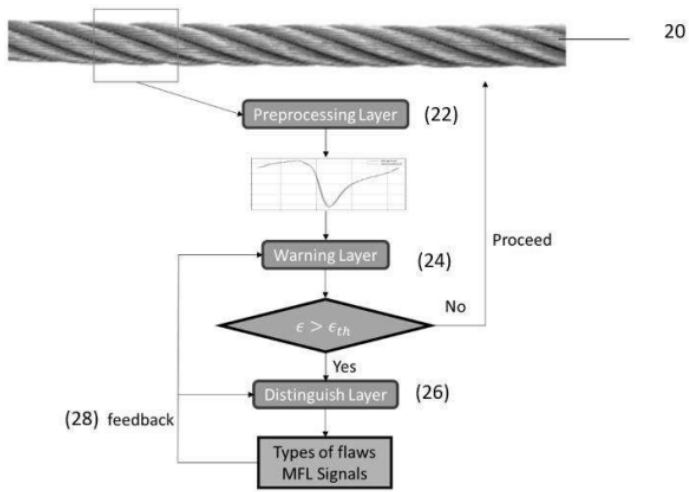 20
Preprocessing Layer
(22)
Warning Layer
(24)
Proceed
No
ϵ > ϵth
Yes
Distinguish Layer
(26)
(28) feedback
Types of flaws
MFL Signals